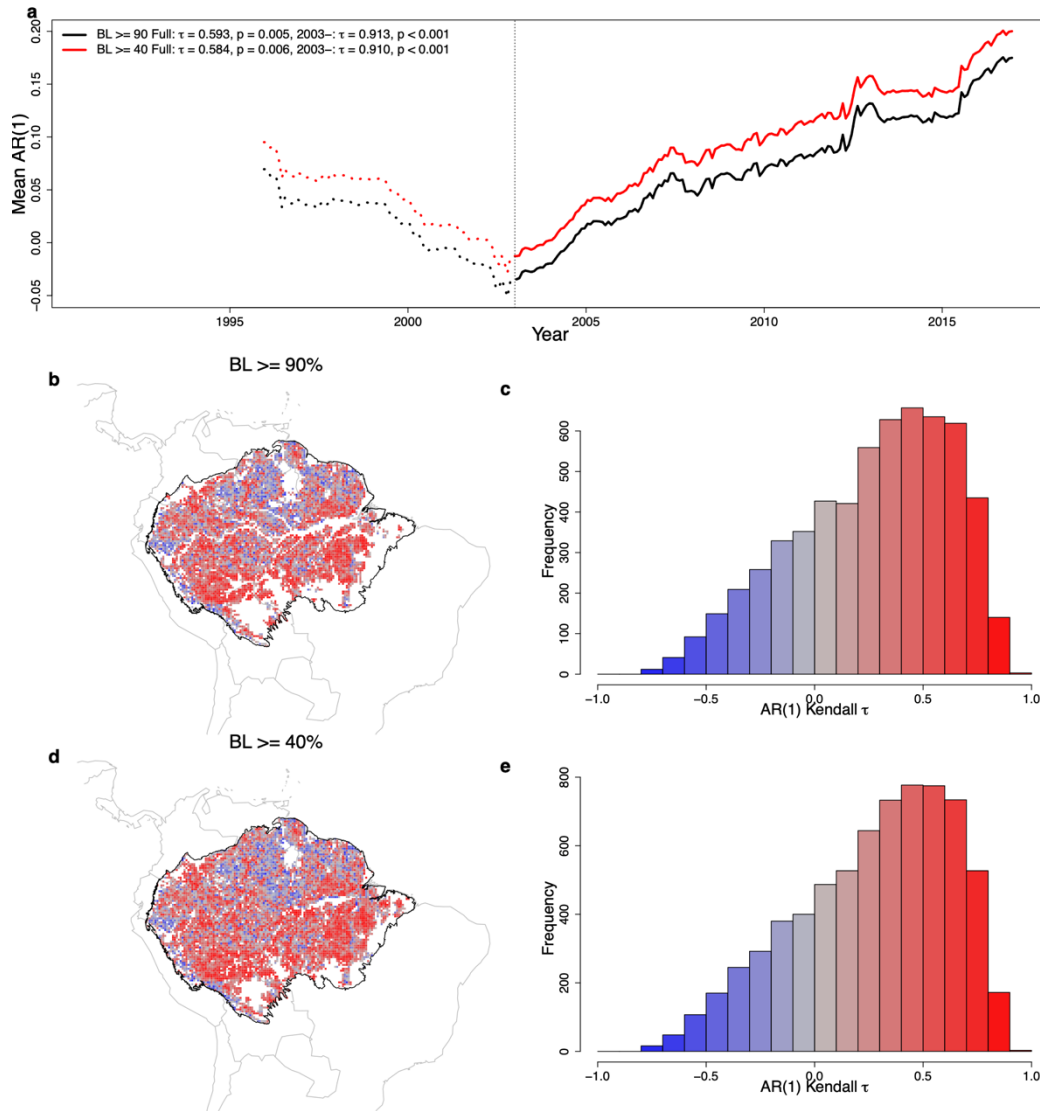 a
BL >= 90 Full: τ = 0.593, p = 0.005, 2003–: τ = 0.913, p < 0.001
BL >= 40 Full: τ = 0.584, p = 0.006, 2003–: τ = 0.910, p < 0.001
Mean AR(1)
0.20
0.15
0.10
0.05
0.00
−0.05
1995
2000
2005
2010
2015
Year
BL >= 90%
b
c
Frequency
600
500
400
300
200
100
0
-1.0
-0.5
0.0
0.5
1.0
AR(1) Kendall τ
BL >= 40%
d
e
Frequency
800
600
400
200
0
-1.0
-0.5
0.0
0.5
1.0
AR(1) Kendall τ